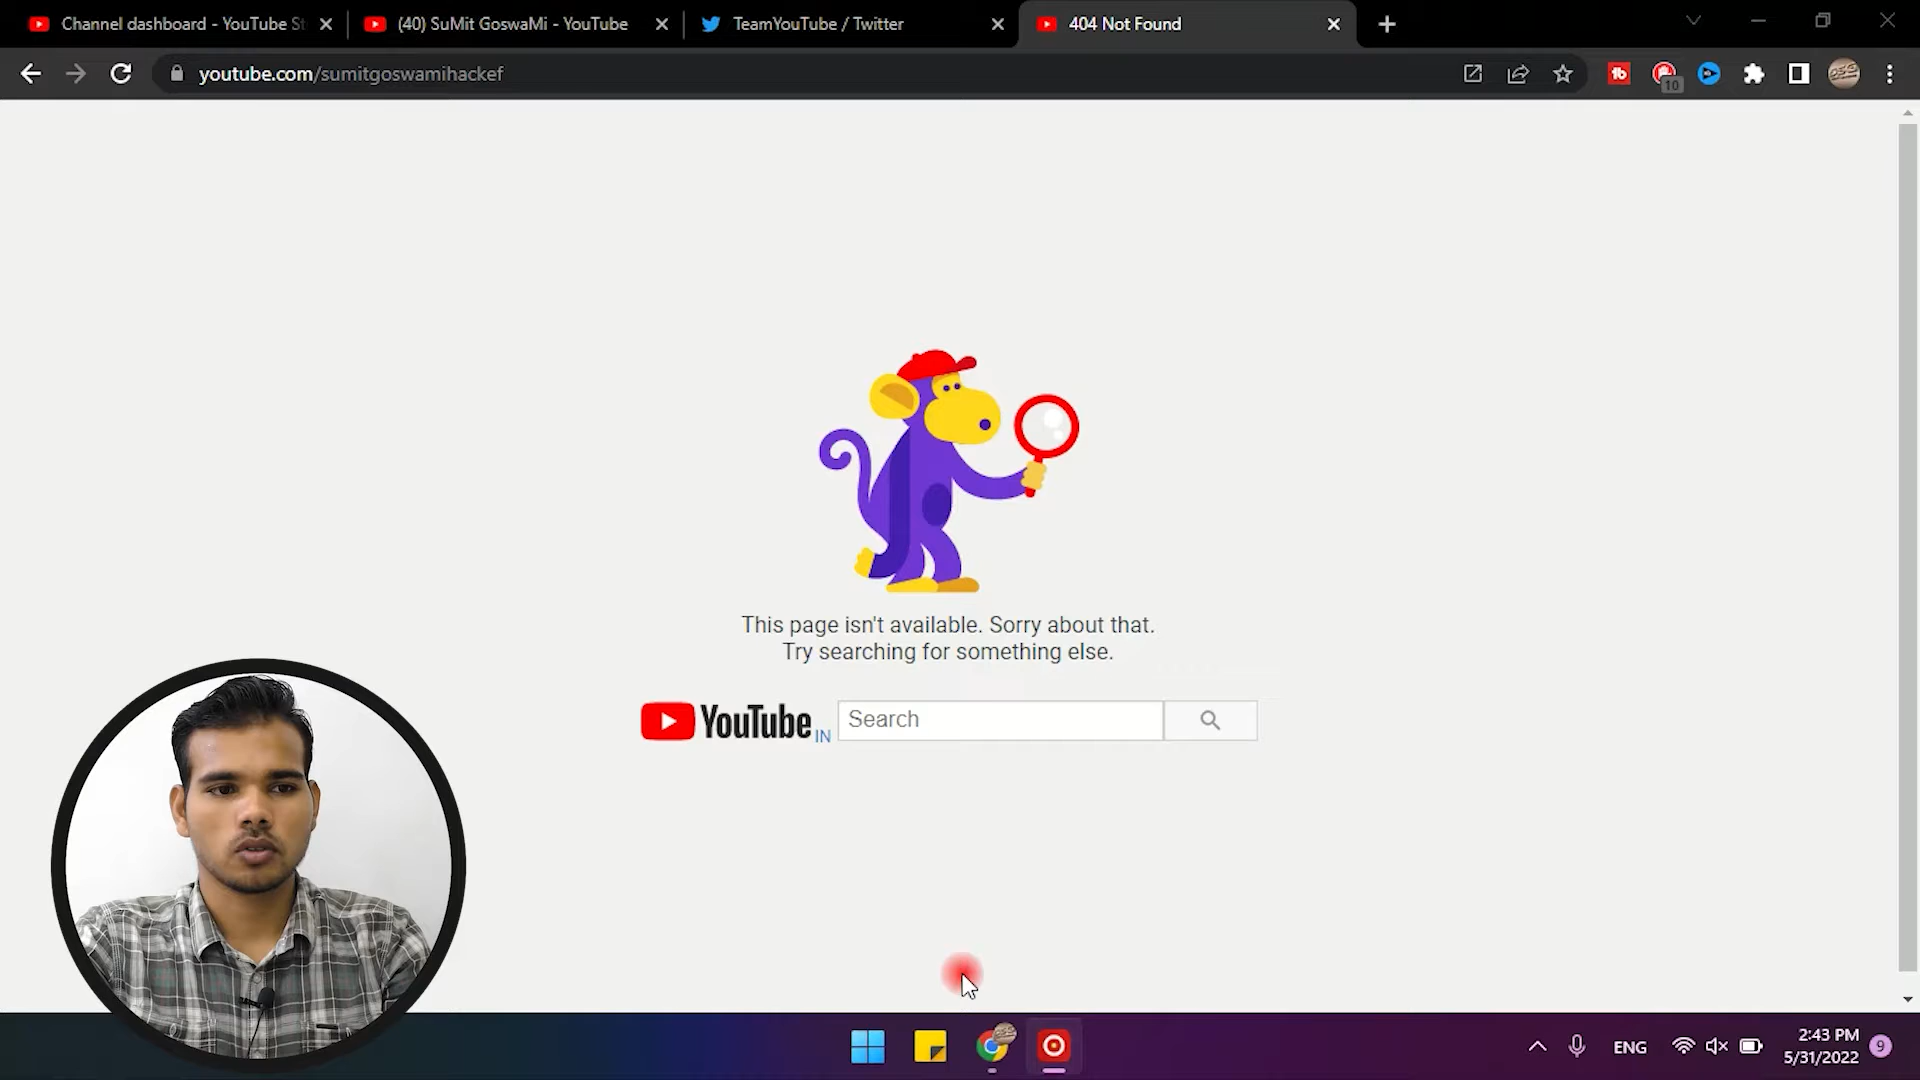 Channel dashboard - YouTube St
(40) SuMit GoswaMi - YouTube
TeamYouTube / Twitter
404 Not Found
youtube.com/sumitgoswamihackef
10
This page isn't available. Sorry about that.
Try searching for something else.
YouTube IN
Search
ENG
2:43 PM
5/31/2022
9